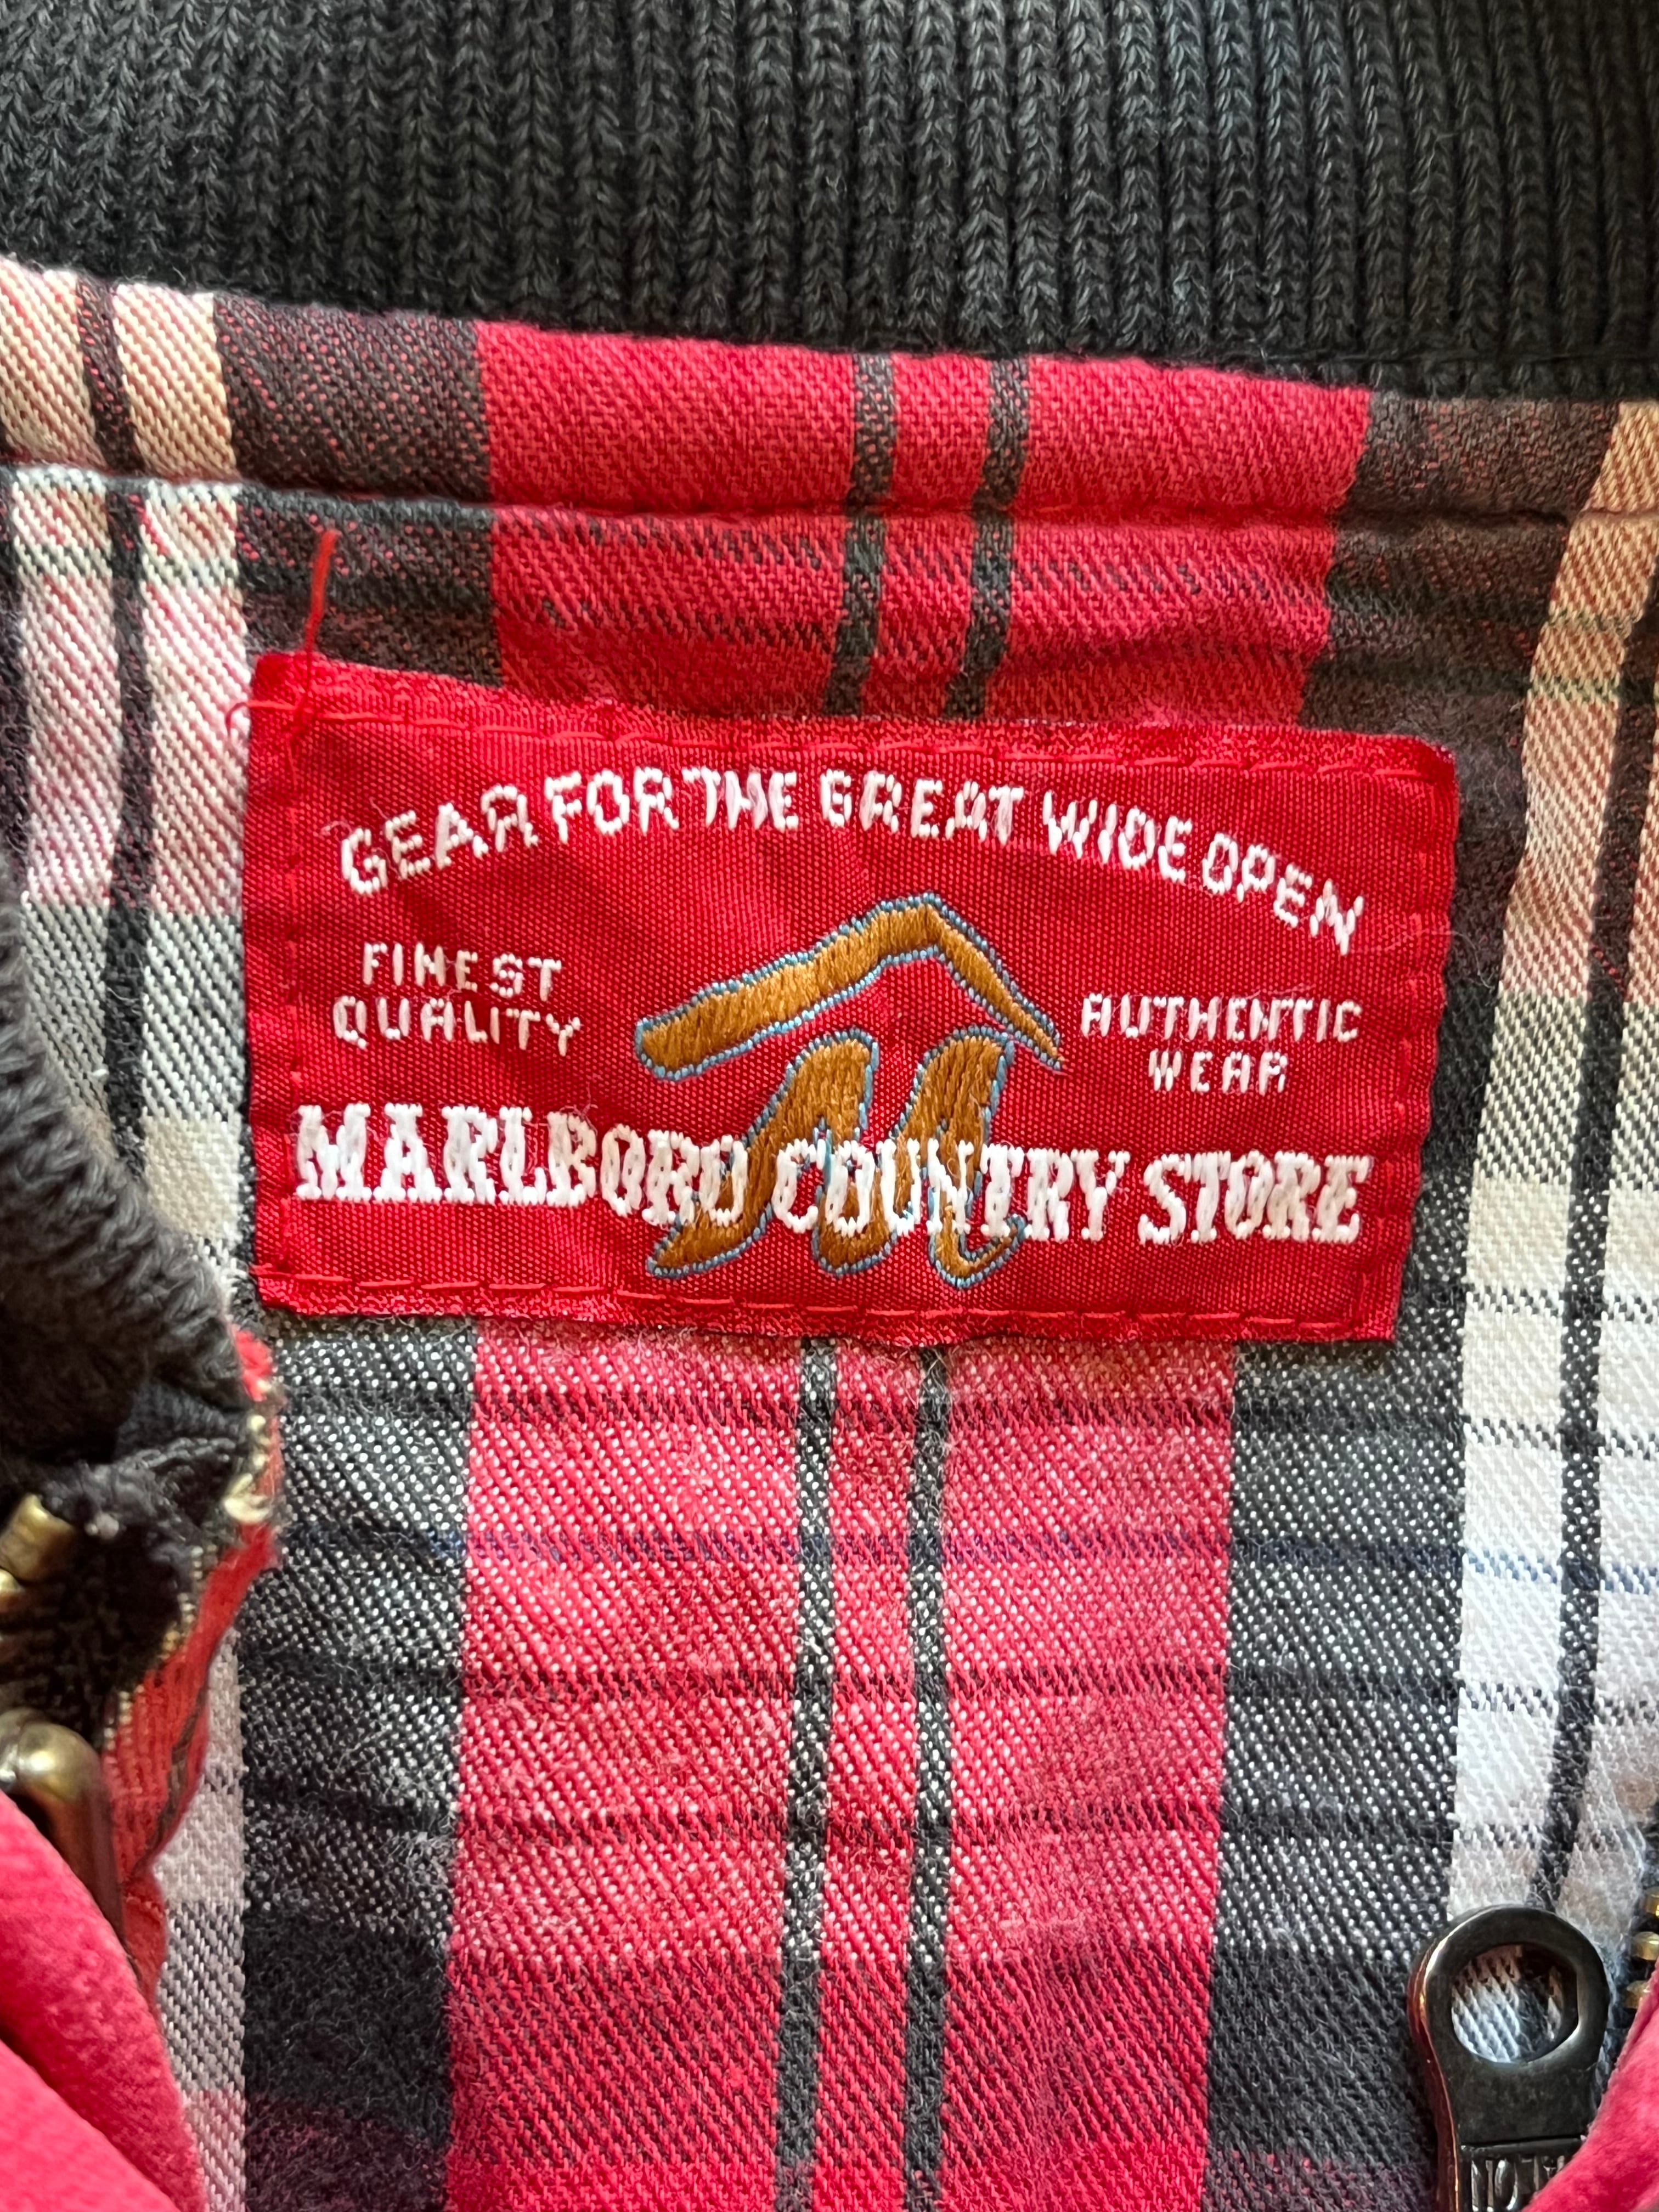 GEAR FOR THE GREAT WIDE OPEN
FINEST
QUALITY
AUTHENTIC
WEAR
M
MARLBORO COUNTRY STORE